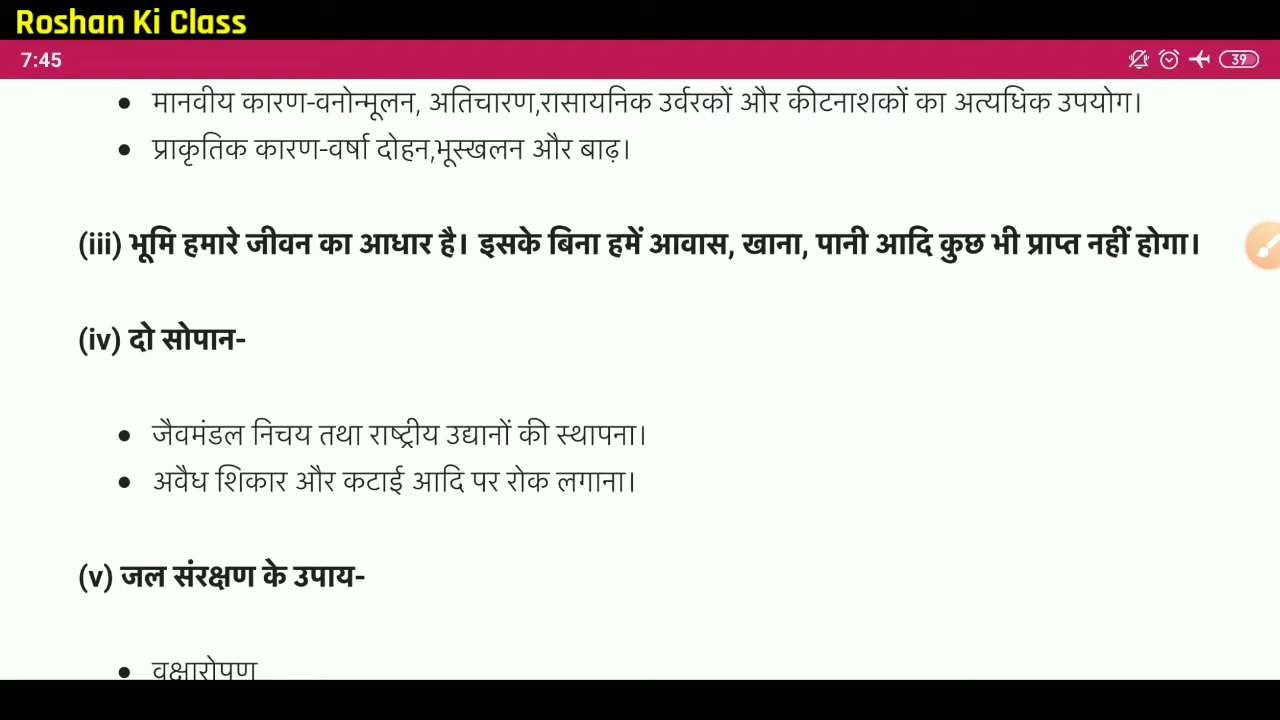 Roshan Ki Class
7:45
39
• मानवीय कारण-वनोन्मूलन, अतिचारण,रासायनिक उर्वरकों और कीटनाशकों का अत्यधिक उपयोग।
• प्राकृतिक कारण-वर्षा दोहन,भूस्खलन और बाढ़।
(iii) भूमि हमारे जीवन का आधार है। इसके बिना हमें आवास, खाना, पानी आदि कुछ भी प्राप्त नहीं होगा।
(iv) दो सोपान-
• जैवमंडल निचय तथा राष्ट्रीय उद्यानों की स्थापना।
• अवैध शिकार और कटाई आदि पर रोक लगाना।
(v) जल संरक्षण के उपाय-
• वृक्षारोपण